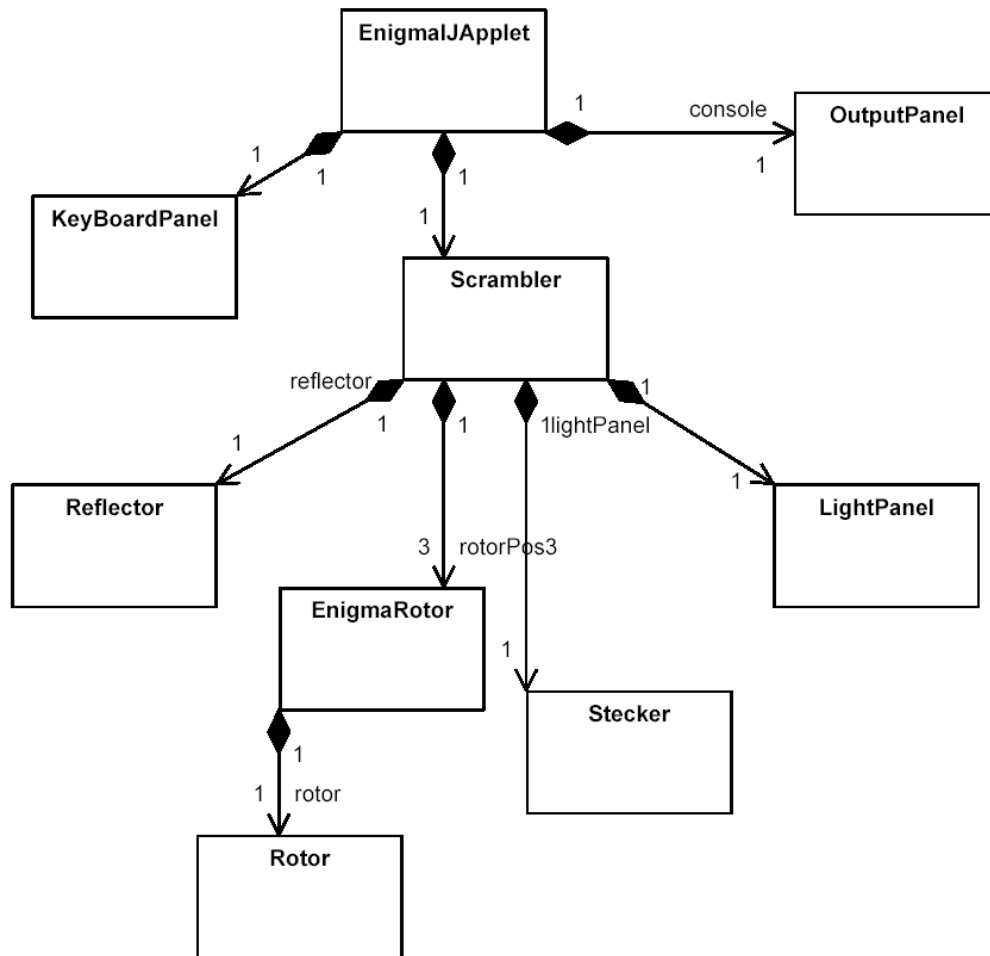 EnigmaIJApplet
1
console
OutputPanel
1
1
1
1
KeyBoardPanel
1
Scrambler
reflector
1
1
1
1lightPanel
1
1
Reflector
LightPanel
3
rotorPos3
EnigmaRotor
1
Stecker
1
1
rotor
Rotor